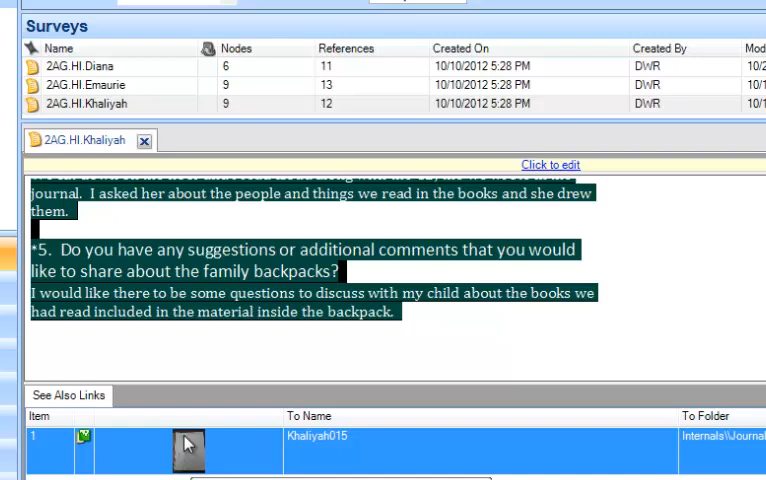 Surveys
Name Nodes References Created On Created By Mod
2AG.HI.Diana 6 11 10/10/2012 5:28 PM DWR 10/2
2AG.HI.Emaurie 9 13 10/10/2012 5:28 PM DWR 10/1
2AG.HI.Khaliyah 9 12 10/10/2012 5:28 PM DWR 10/1
2AG.HI.Khaliyah
Click to edit
journal. I asked her about the people and things we read in the books and she drew
them.
*5. Do you have any suggestions or additional comments that you would
like to share about the family backpacks?
I would like there to be some questions to discuss with my child about the books we
had read included in the material inside the backpack.
See Also Links
Item To Name To Folder
1 Khaliyah015 Internals\\Journal